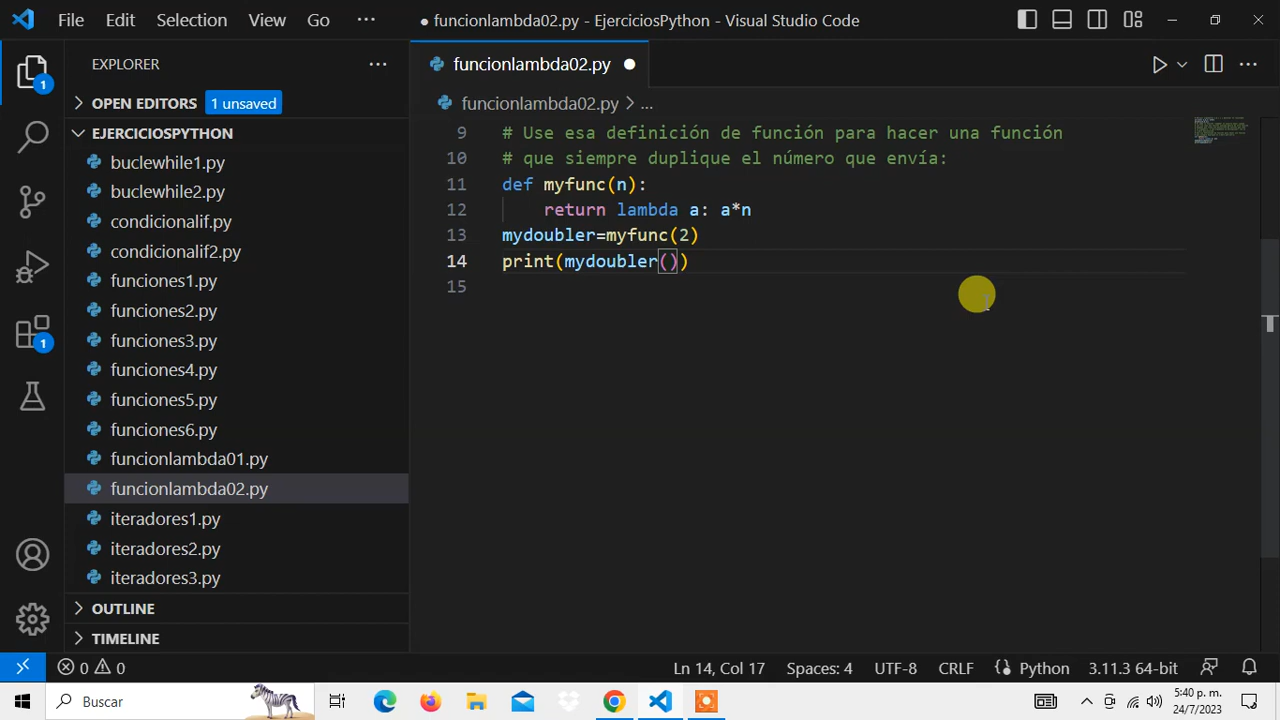 File Edit Selection View Go ··· ● funcionlambda02.py - EjerciciosPython - Visual Studio Code
EXPLORER ···
funcionlambda02.py ●
OPEN EDITORS 1 unsaved
funcionlambda02.py > ...
EJERCICIOSPYTHON
buclewhile1.py
buclewhile2.py
condicionalif.py
condicionalif2.py
funciones1.py
funciones2.py
funciones3.py
funciones4.py
funciones5.py
funciones6.py
funcionlambda01.py
funcionlambda02.py
iteradores1.py
iteradores2.py
iteradores3.py
OUTLINE
TIMELINE
1
1
9 # Use esa definición de función para hacer una función
10 # que siempre duplique el número que envía:
11 def myfunc(n):
12 return lambda a: a*n
13 mydoubler=myfunc(2)
14 print(mydoubler())
15
0 0 Ln 14, Col 17 Spaces: 4 UTF-8 CRLF Python 3.11.3 64-bit
Buscar
5:40 p. m.
24/7/2023